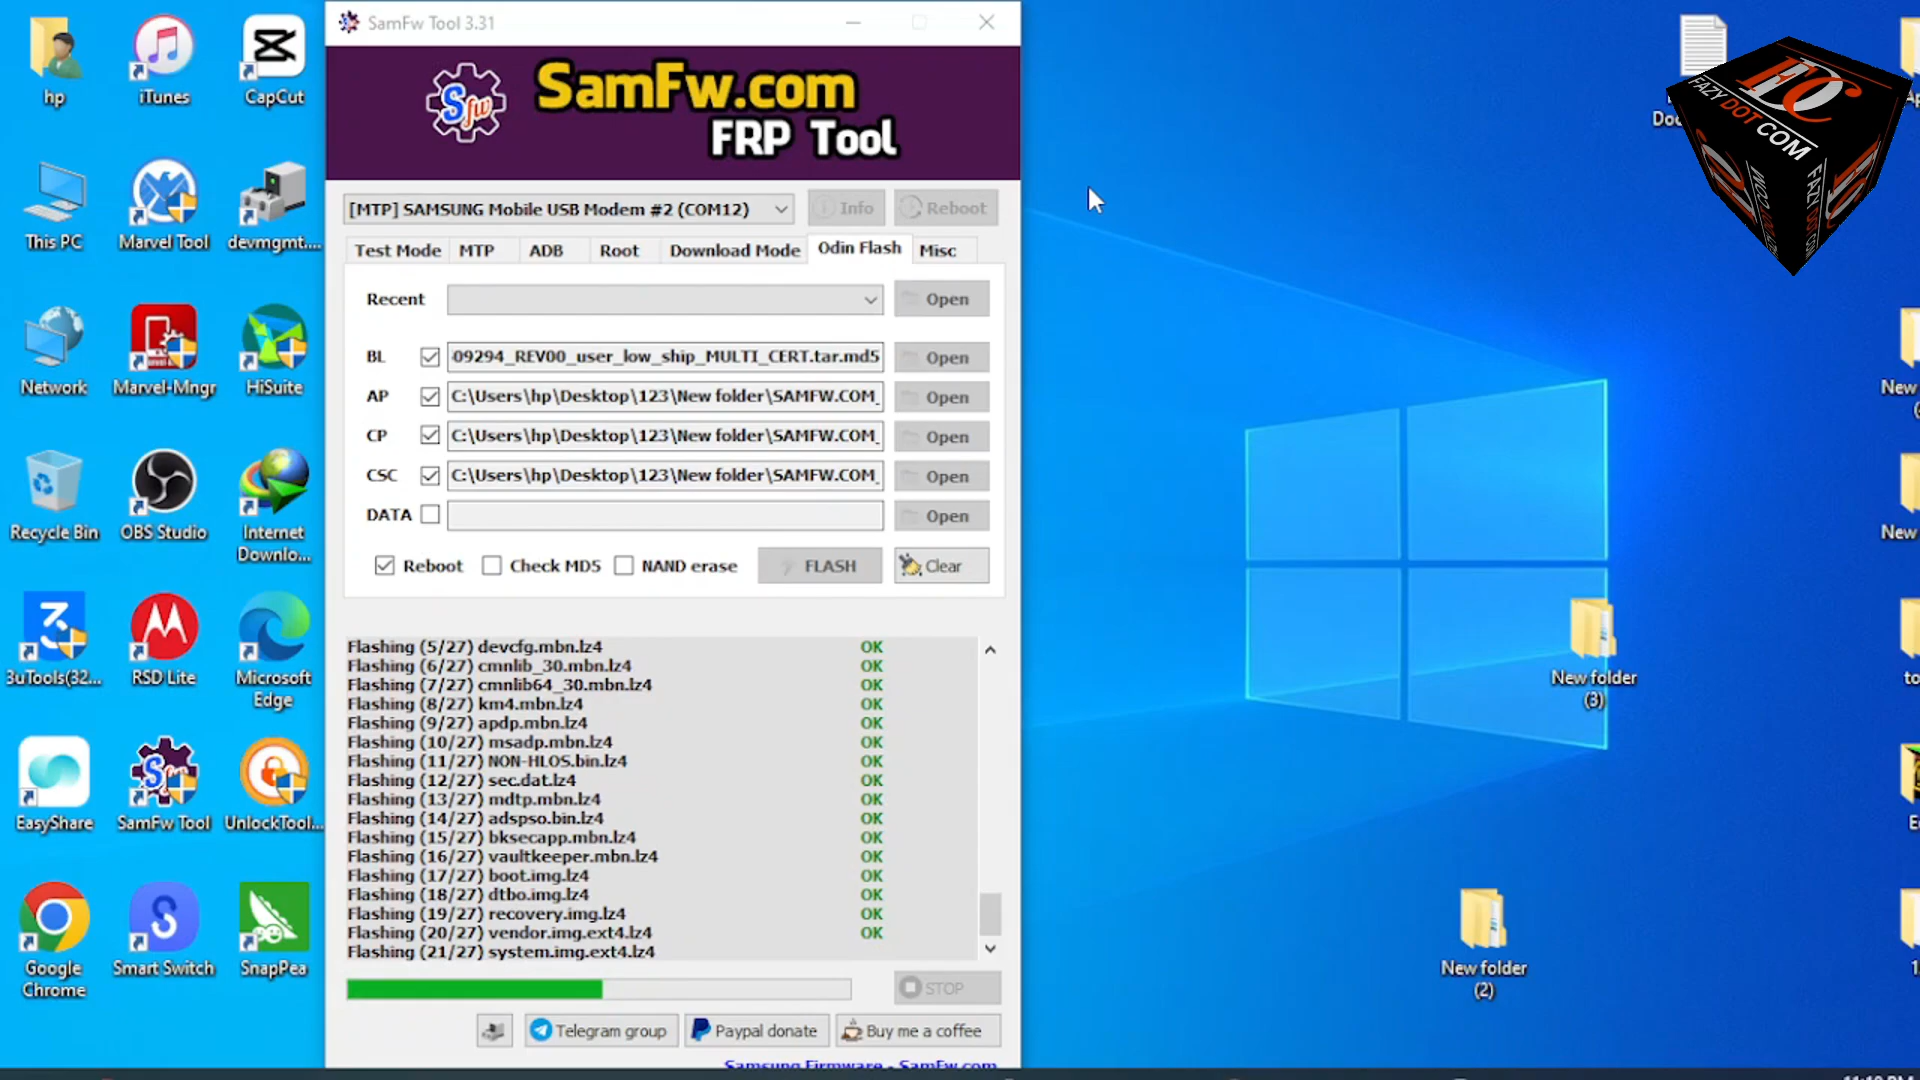 SamFw Tool 3.31
Sfw
SamFw.com
FRP Tool
[MTP] SAMSUNG Mobile USB Modem #2 (COM12)
Info
Reboot
Test Mode
MTP
ADB
Root
Download Mode
Odin Flash
Misc
Recent
Open
BL
09294_REV00_user_low_ship_MULTI_CERT.tar.md5
Open
AP
C:\Users\hp\Desktop\123\New folder\SAMFW.COM_
Open
CP
C:\Users\hp\Desktop\123\New folder\SAMFW.COM_
Open
CSC
C:\Users\hp\Desktop\123\New folder\SAMFW.COM_
Open
DATA
Open
Reboot
Check MD5
NAND erase
FLASH
Clear
Flashing (5/27) devcfg.mbn.lz4 OK
Flashing (6/27) cmnlib_30.mbn.lz4 OK
Flashing (7/27) cmnlib64_30.mbn.lz4 OK
Flashing (8/27) km4.mbn.lz4 OK
Flashing (9/27) apdp.mbn.lz4 OK
Flashing (10/27) msadp.mbn.lz4 OK
Flashing (11/27) NON-HLOS.bin.lz4 OK
Flashing (12/27) sec.dat.lz4 OK
Flashing (13/27) mdtp.mbn.lz4 OK
Flashing (14/27) adspso.bin.lz4 OK
Flashing (15/27) bksecapp.mbn.lz4 OK
Flashing (16/27) vaultkeeper.mbn.lz4 OK
Flashing (17/27) boot.img.lz4 OK
Flashing (18/27) dtbo.img.lz4 OK
Flashing (19/27) recovery.img.lz4 OK
Flashing (20/27) vendor.img.ext4.lz4 OK
Flashing (21/27) system.img.ext4.lz4
STOP
Telegram group
Paypal donate
Buy me a coffee
Samsung Firmware - SamFw.com
hp
iTunes
CapCut
This PC
Marvel Tool
devmgmt....
Network
Marvel-Mngr
HiSuite
Recycle Bin
OBS Studio
Internet
Downlo...
3uTools(32...
RSD Lite
Microsoft
Edge
EasyShare
SamFw Tool
UnlockTool...
Google
Chrome
Smart Switch
SnapPea
FDC
FAZY DOT COM
New folder
(3)
New folder
(2)
New
New
to